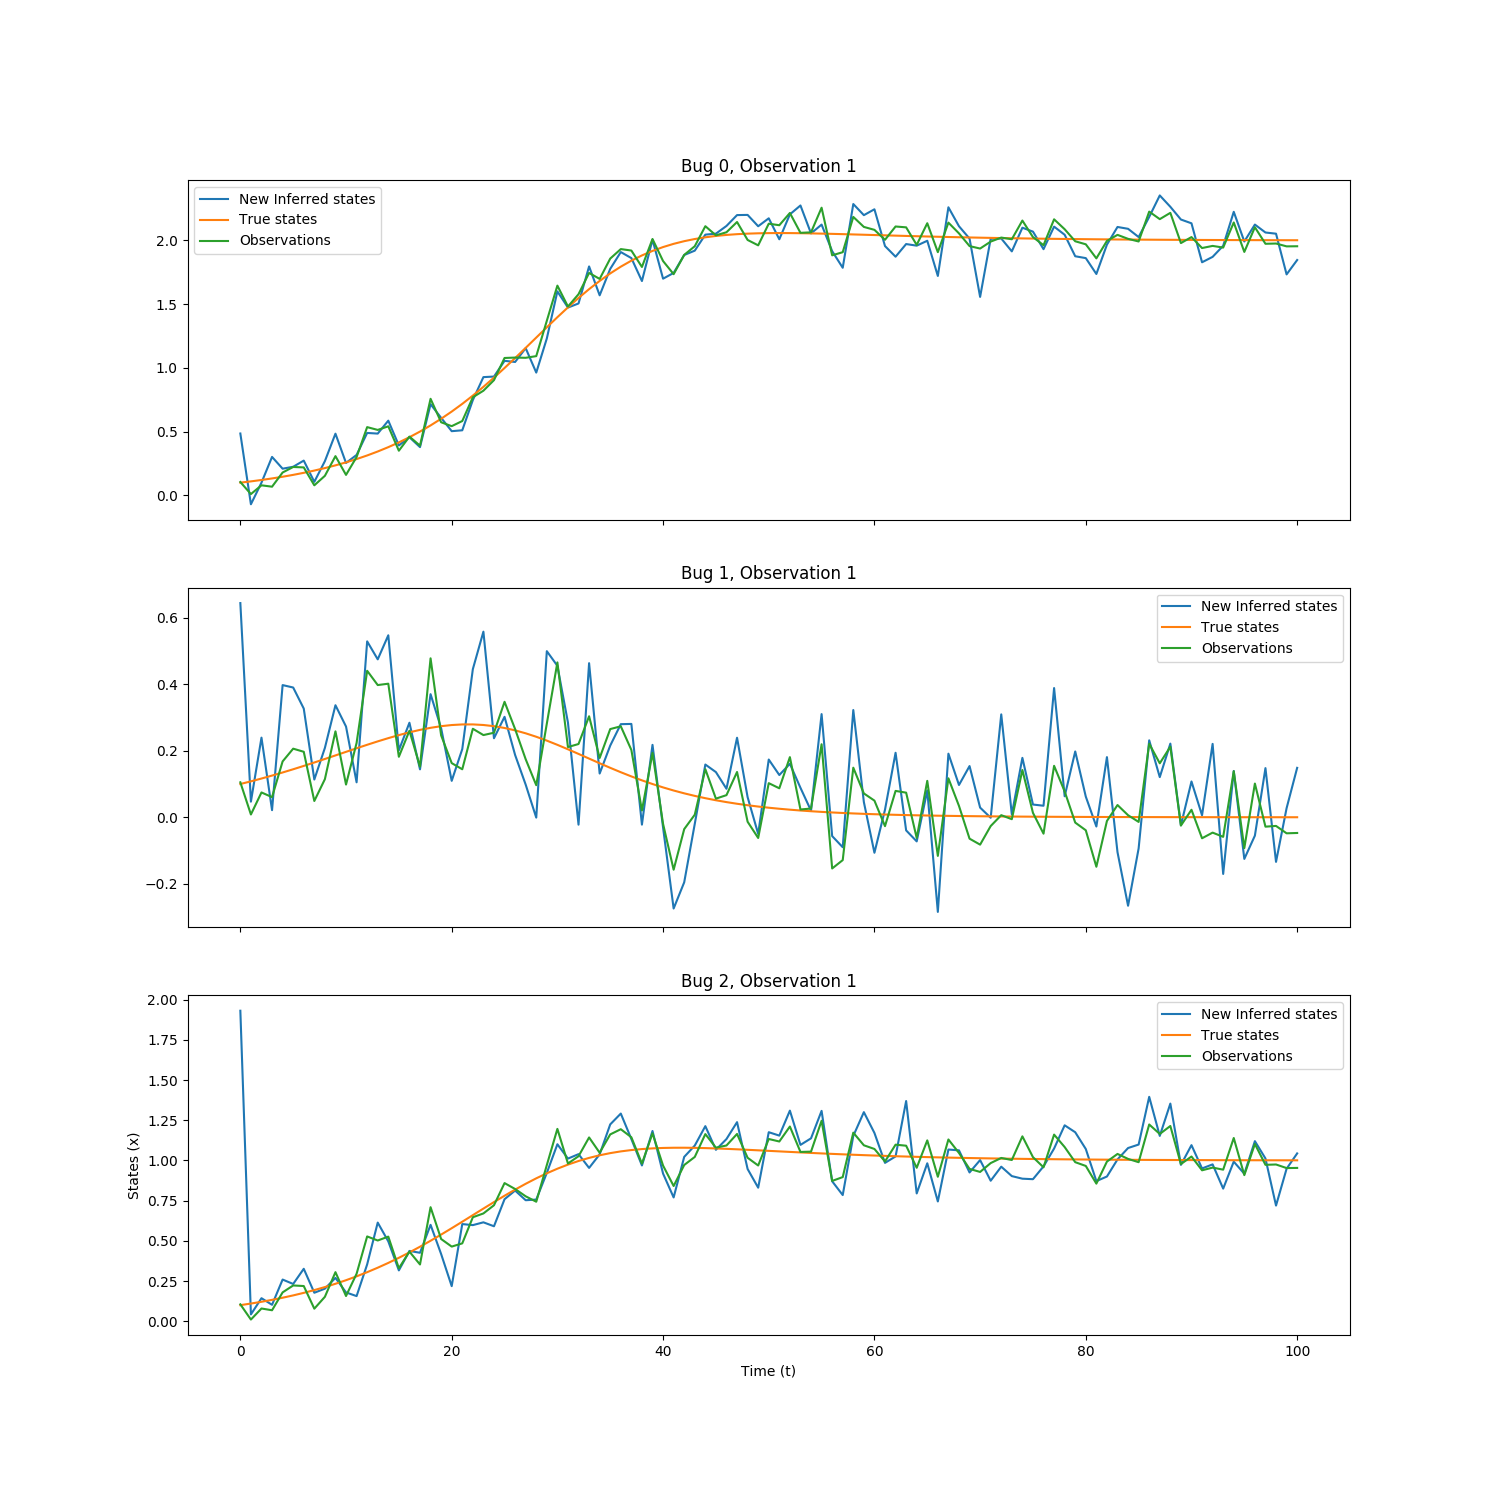 Bug 0, Observation 1
New Inferred states
True states
Observations
2.0
1.5
1.0
0.5
0.0
Bug 1, Observation 1
New Inferred states
True states
Observations
0.6
0.4
0.2
0.0
−0.2
Bug 2, Observation 1
New Inferred states
True states
Observations
2.00
1.75
1.50
1.25
1.00
0.75
0.50
0.25
0.00
States (x)
0 20 40 60 80 100
Time (t)